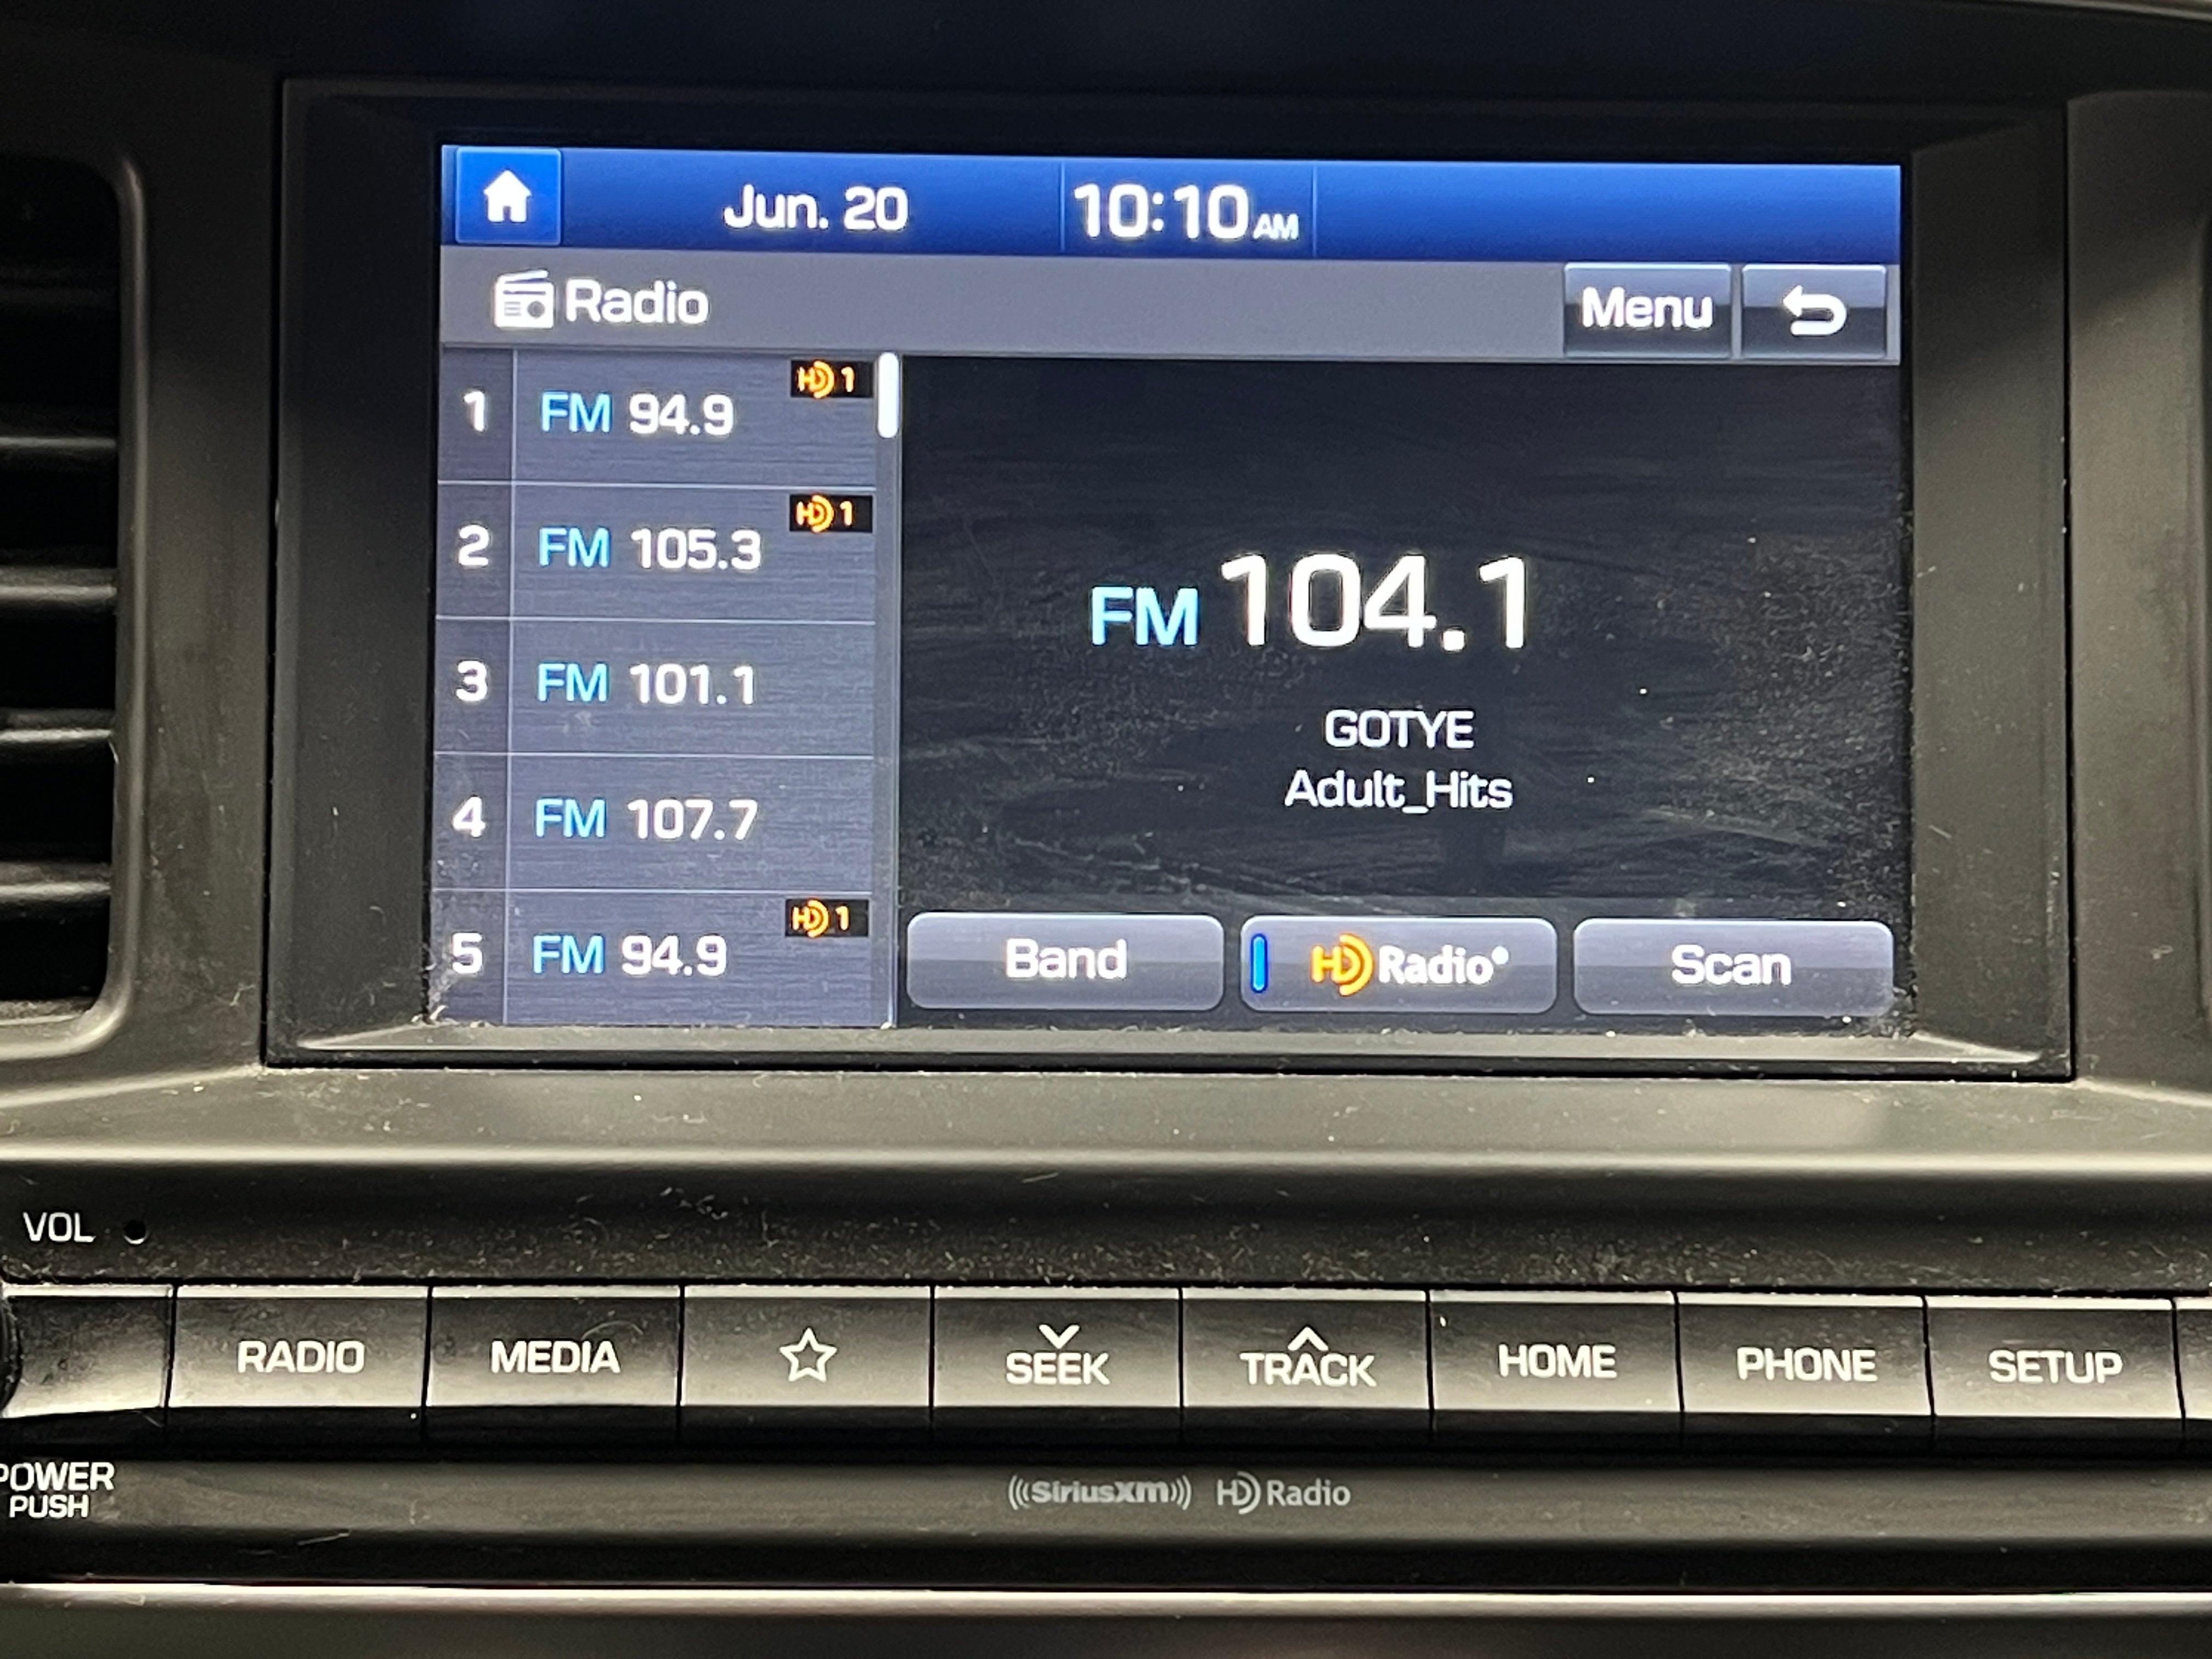 Jun. 20 10:10 AM
Radio Menu
1 FM 94.9 HD 1
2 FM 105.3 HD 1
3 FM 101.1
4 FM 107.7
5 FM 94.9 HD 1
FM 104.1
GOTYE
Adult_Hits
Band HD Radio® Scan
VOL
RADIO MEDIA SEEK TRACK HOME PHONE SETUP
POWER
PUSH
((SiriusXM)) HD Radio